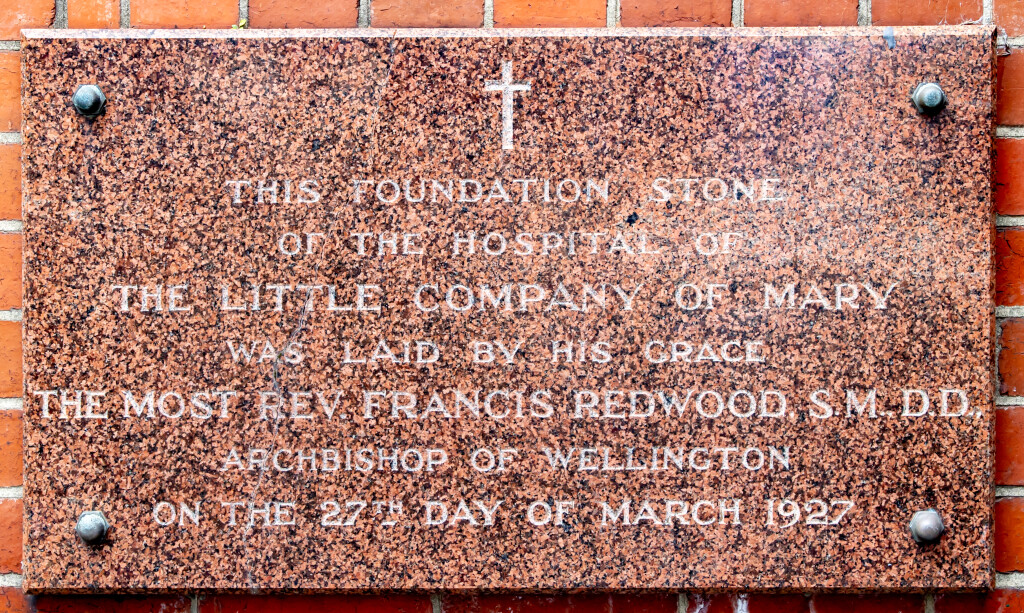 THIS FOUNDATION STONE
OF THE HOSPITAL OF
THE LITTLE COMPANY OF MARY
WAS LAID BY HIS GRACE
THE MOST REV. FRANCIS REDWOOD, S.M. D.D.,
ARCHBISHOP OF WELLINGTON
ON THE 27TH DAY OF MARCH 1927